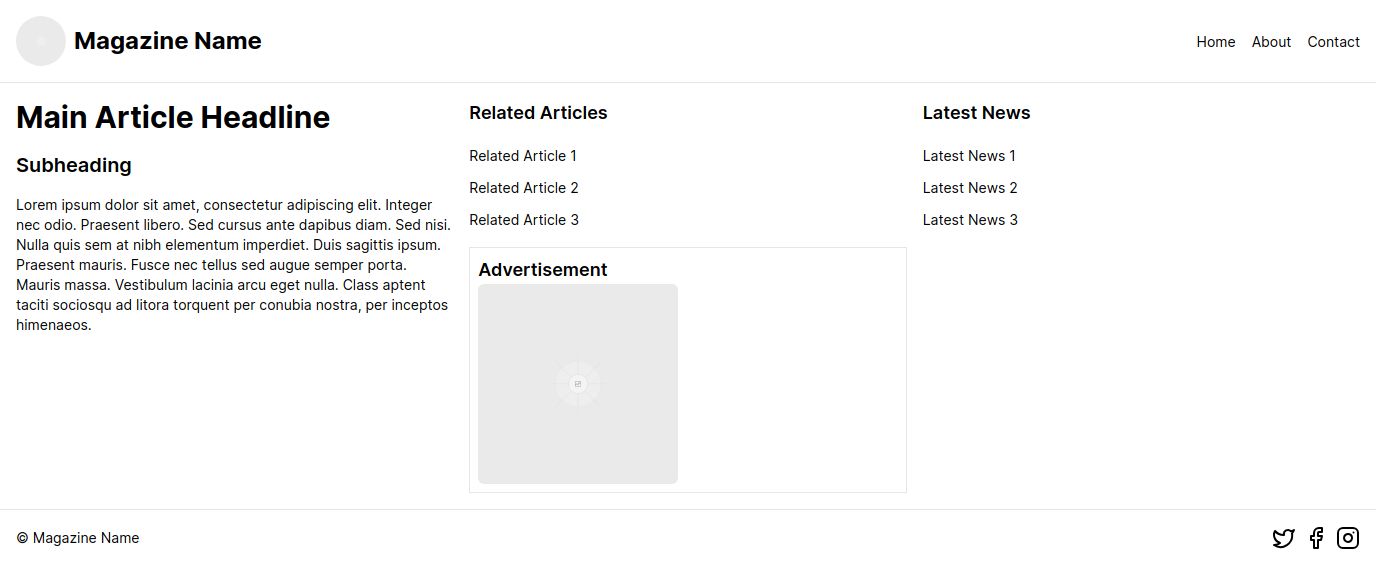 Magazine Name
Home About Contact
Main Article Headline
Subheading
Lorem ipsum dolor sit amet, consectetur adipiscing elit. Integer
nec odio. Praesent libero. Sed cursus ante dapibus diam. Sed nisi.
Nulla quis sem at nibh elementum imperdiet. Duis sagittis ipsum.
Praesent mauris. Fusce nec tellus sed augue semper porta.
Mauris massa. Vestibulum lacinia arcu eget nulla. Class aptent
taciti sociosqu ad litora torquent per conubia nostra, per inceptos
himenaeos.
Related Articles
Related Article 1
Related Article 2
Related Article 3
Advertisement
Latest News
Latest News 1
Latest News 2
Latest News 3
© Magazine Name